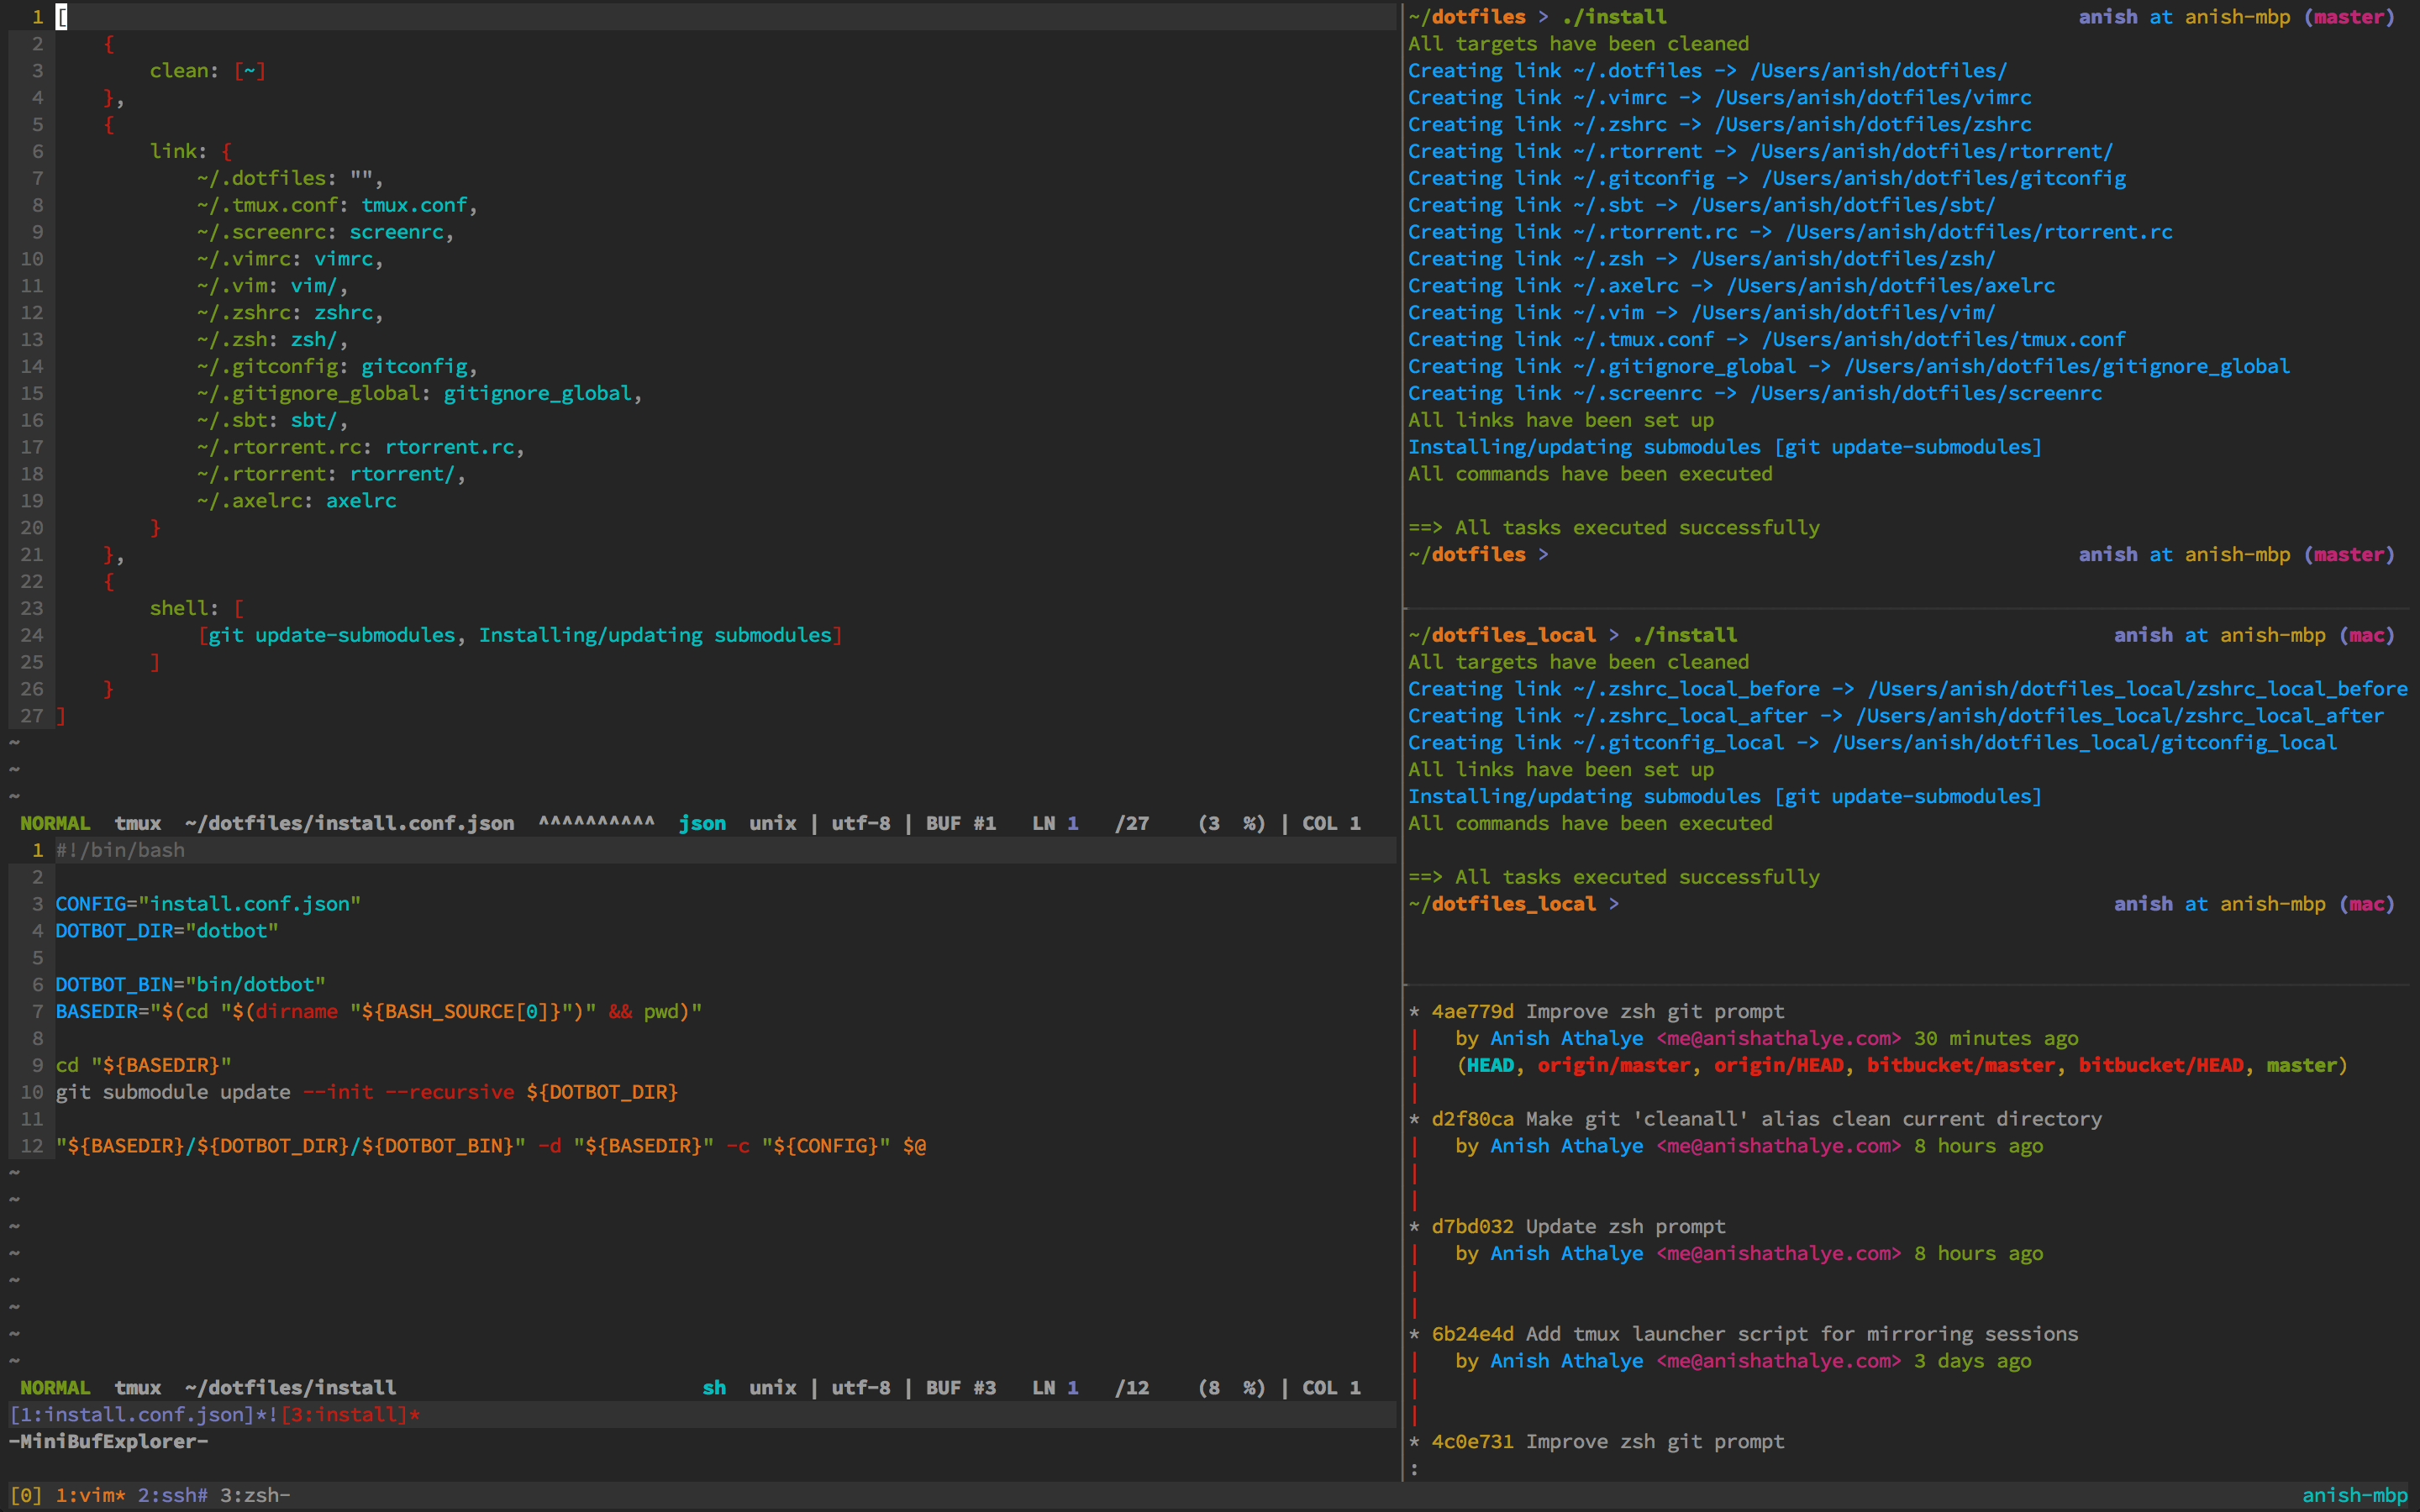 1 [
2     {
3         clean: [~]
4     },
5     {
6         link: {
7             ~/.dotfiles: "",
8             ~/.tmux.conf: tmux.conf,
9             ~/.screenrc: screenrc,
10             ~/.vimrc: vimrc,
11             ~/.vim: vim/,
12             ~/.zshrc: zshrc,
13             ~/.zsh: zsh/,
14             ~/.gitconfig: gitconfig,
15             ~/.gitignore_global: gitignore_global,
16             ~/.sbt: sbt/,
17             ~/.rtorrent.rc: rtorrent.rc,
18             ~/.rtorrent: rtorrent/,
19             ~/.axelrc: axelrc
20         }
21     },
22     {
23         shell: [
24             [git update-submodules, Installing/updating submodules]
25         ]
26     }
27 ]
~
~
~
NORMAL  tmux  ~/dotfiles/install.conf.json  ^^^^^^^^^^  json  unix | utf-8 | BUF #1   LN 1   /27    (3  %) | COL 1
1 #!/bin/bash
2
3 CONFIG="install.conf.json"
4 DOTBOT_DIR="dotbot"
5
6 DOTBOT_BIN="bin/dotbot"
7 BASEDIR="$(cd "$(dirname "${BASH_SOURCE[0]}")" && pwd)"
8
9 cd "${BASEDIR}"
10 git submodule update --init --recursive ${DOTBOT_DIR}
11
12 "${BASEDIR}/${DOTBOT_DIR}/${DOTBOT_BIN}" -d "${BASEDIR}" -c "${CONFIG}" $@
~
~
~
~
~
~
~
~
NORMAL  tmux  ~/dotfiles/install  sh  unix | utf-8 | BUF #3   LN 1   /12    (8  %) | COL 1
[1:install.conf.json]*![3:install]*
-MiniBufExplorer-
~/dotfiles > ./install  anish at anish-mbp (master)
All targets have been cleaned
Creating link ~/.dotfiles -> /Users/anish/dotfiles/
Creating link ~/.vimrc -> /Users/anish/dotfiles/vimrc
Creating link ~/.zshrc -> /Users/anish/dotfiles/zshrc
Creating link ~/.rtorrent -> /Users/anish/dotfiles/rtorrent/
Creating link ~/.gitconfig -> /Users/anish/dotfiles/gitconfig
Creating link ~/.sbt -> /Users/anish/dotfiles/sbt/
Creating link ~/.rtorrent.rc -> /Users/anish/dotfiles/rtorrent.rc
Creating link ~/.zsh -> /Users/anish/dotfiles/zsh/
Creating link ~/.axelrc -> /Users/anish/dotfiles/axelrc
Creating link ~/.vim -> /Users/anish/dotfiles/vim/
Creating link ~/.tmux.conf -> /Users/anish/dotfiles/tmux.conf
Creating link ~/.gitignore_global -> /Users/anish/dotfiles/gitignore_global
Creating link ~/.screenrc -> /Users/anish/dotfiles/screenrc
All links have been set up
Installing/updating submodules [git update-submodules]
All commands have been executed

==> All tasks executed successfully
~/dotfiles >  anish at anish-mbp (master)
~/dotfiles_local > ./install  anish at anish-mbp (mac)
All targets have been cleaned
Creating link ~/.zshrc_local_before -> /Users/anish/dotfiles_local/zshrc_local_before
Creating link ~/.zshrc_local_after -> /Users/anish/dotfiles_local/zshrc_local_after
Creating link ~/.gitconfig_local -> /Users/anish/dotfiles_local/gitconfig_local
All links have been set up
Installing/updating submodules [git update-submodules]
All commands have been executed

==> All tasks executed successfully
~/dotfiles_local >  anish at anish-mbp (mac)
* 4ae779d Improve zsh git prompt
|   by Anish Athalye <me@anishathalye.com> 30 minutes ago
|   (HEAD, origin/master, origin/HEAD, bitbucket/master, bitbucket/HEAD, master)
|
* d2f80ca Make git 'cleanall' alias clean current directory
|   by Anish Athalye <me@anishathalye.com> 8 hours ago
|
|
* d7bd032 Update zsh prompt
|   by Anish Athalye <me@anishathalye.com> 8 hours ago
|
|
* 6b24e4d Add tmux launcher script for mirroring sessions
|   by Anish Athalye <me@anishathalye.com> 3 days ago
|
|
* 4c0e731 Improve zsh git prompt
:
[0] 1:vim* 2:ssh# 3:zsh-  anish-mbp